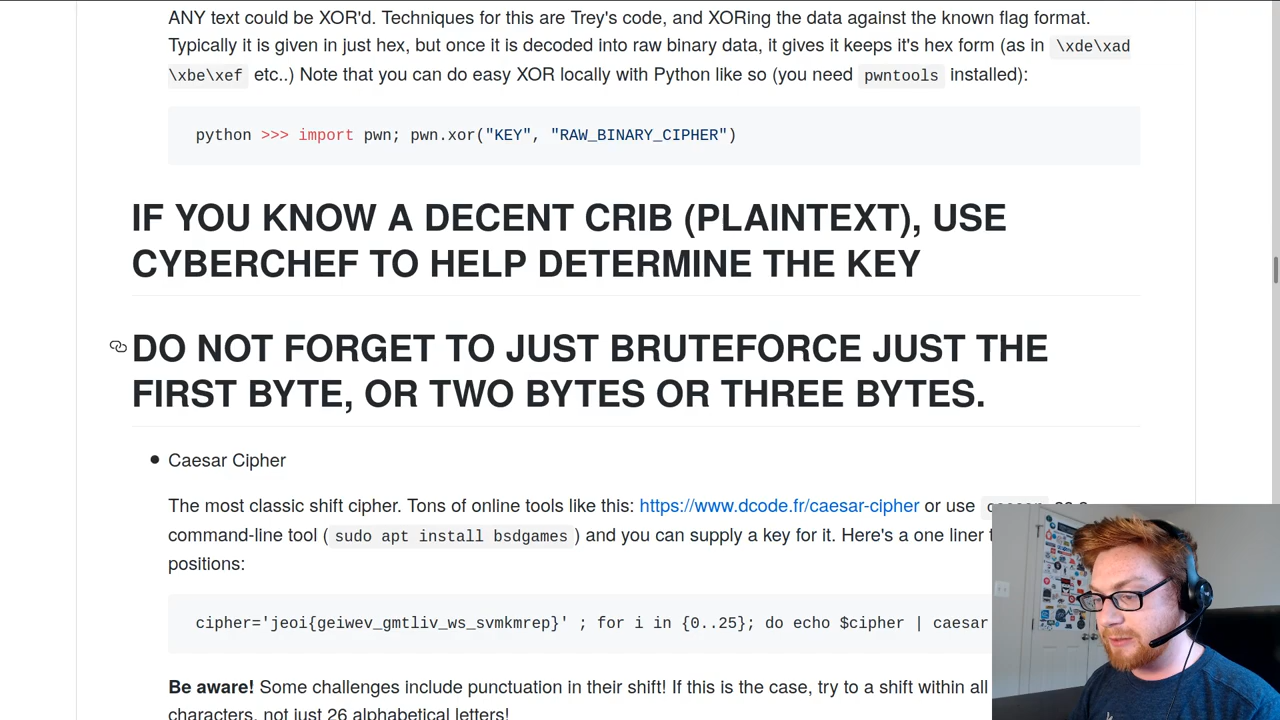 ANY text could be XOR'd. Techniques for this are Trey's code, and XORing the data against the known flag format.
Typically it is given in just hex, but once it is decoded into raw binary data, it gives it keeps it's hex form (as in \xde\xad
\xbe\xef etc..) Note that you can do easy XOR locally with Python like so (you need pwntools installed):
python >>> import pwn; pwn.xor("KEY", "RAW_BINARY_CIPHER")
IF YOU KNOW A DECENT CRIB (PLAINTEXT), USE
CYBERCHEF TO HELP DETERMINE THE KEY
DO NOT FORGET TO JUST BRUTEFORCE JUST THE
FIRST BYTE, OR TWO BYTES OR THREE BYTES.
Caesar Cipher
The most classic shift cipher. Tons of online tools like this: https://www.dcode.fr/caesar-cipher or use
command-line tool (sudo apt install bsdgames) and you can supply a key for it. Here's a one liner
positions:
cipher='jeoi{geiwev_gmtliv_ws_svmkmrep}' ; for i in {0..25}; do echo $cipher | caesar
Be aware! Some challenges include punctuation in their shift! If this is the case, try to a shift within all
characters, not just 26 alphabetical letters!